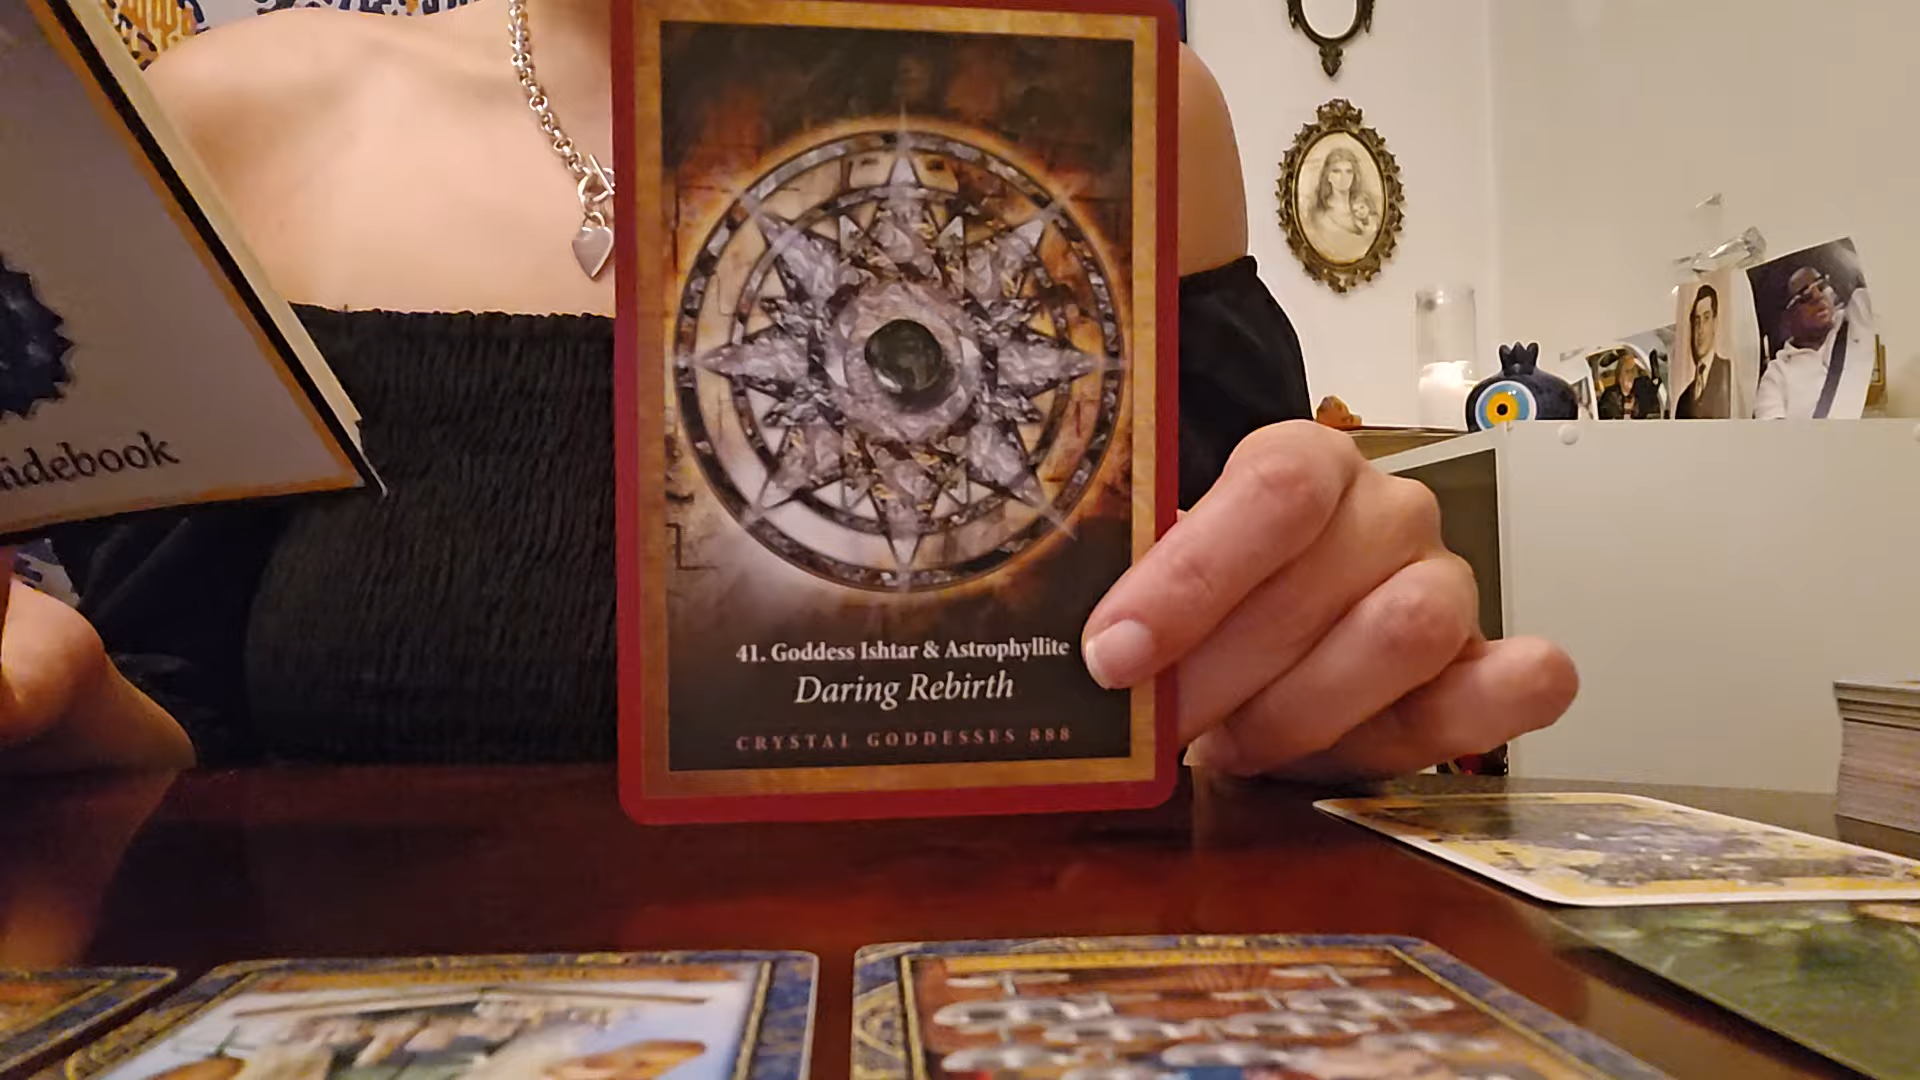 idebook
41. Goddess Ishtar & Astrophyllite
Daring Rebirth
CRYSTAL GODDESSES 888